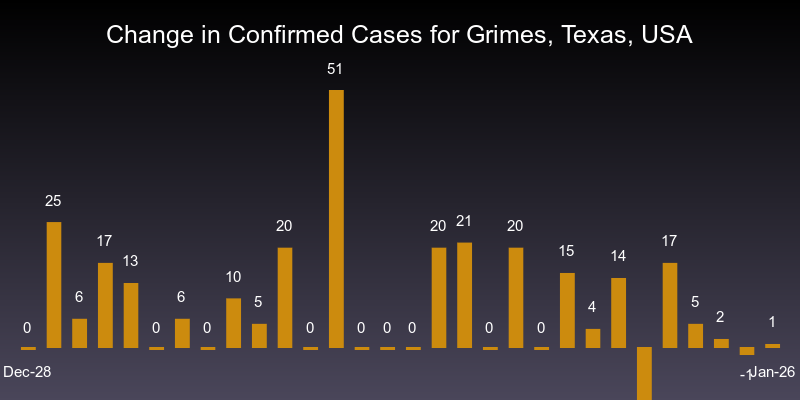 Change in Confirmed Cases for Grimes, Texas, USA
0 25 6 17 13 0 6 0 10 5 20 0 51 0 0 0 20 21 0 20 0 15 4 14 17 5 2 -1 1
Dec-28 Jan-26